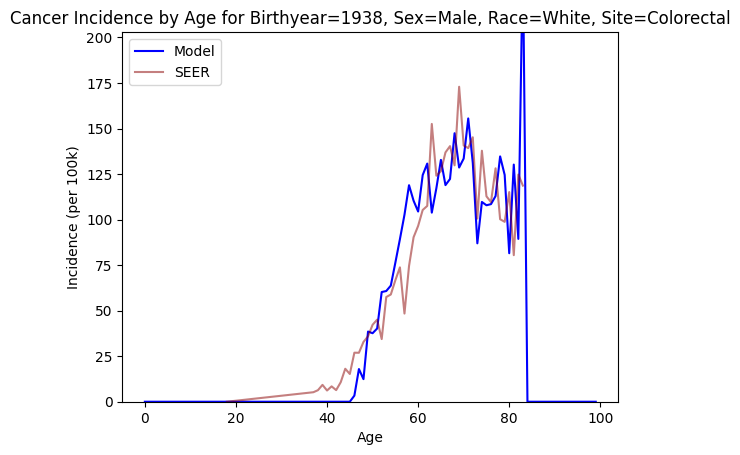 Cancer Incidence by Age for Birthyear=1938, Sex=Male, Race=White, Site=Colorectal
200
175
150
125
100
75
50
25
0
Incidence (per 100k)
Model
SEER
0 20 40 60 80 100
Age